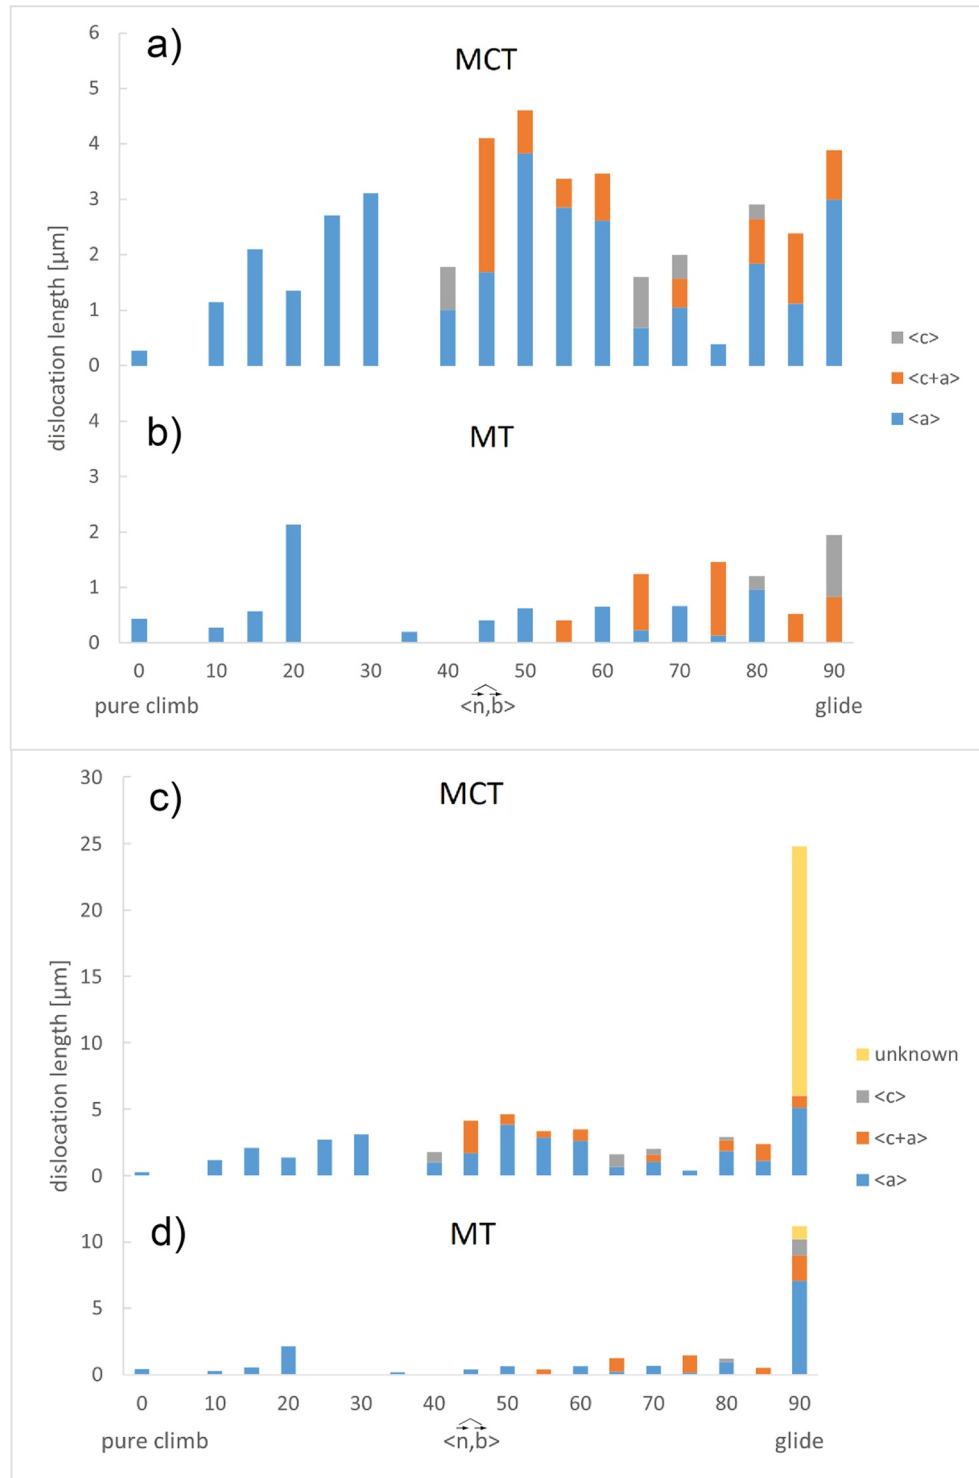 a)
MCT
6
5
4
3
2
1
0
dislocation length [µm]
<c>
<c+a>
<a>
b)
MT
4
3
2
1
0
0 10 20 30 40 50 60 70 80 90
pure climb <n,b> glide
c)
MCT
30
25
20
15
10
5
0
dislocation length [µm]
unknown
<c>
<c+a>
<a>
d)
MT
10
5
0
0 10 20 30 40 50 60 70 80 90
pure climb <n,b> glide